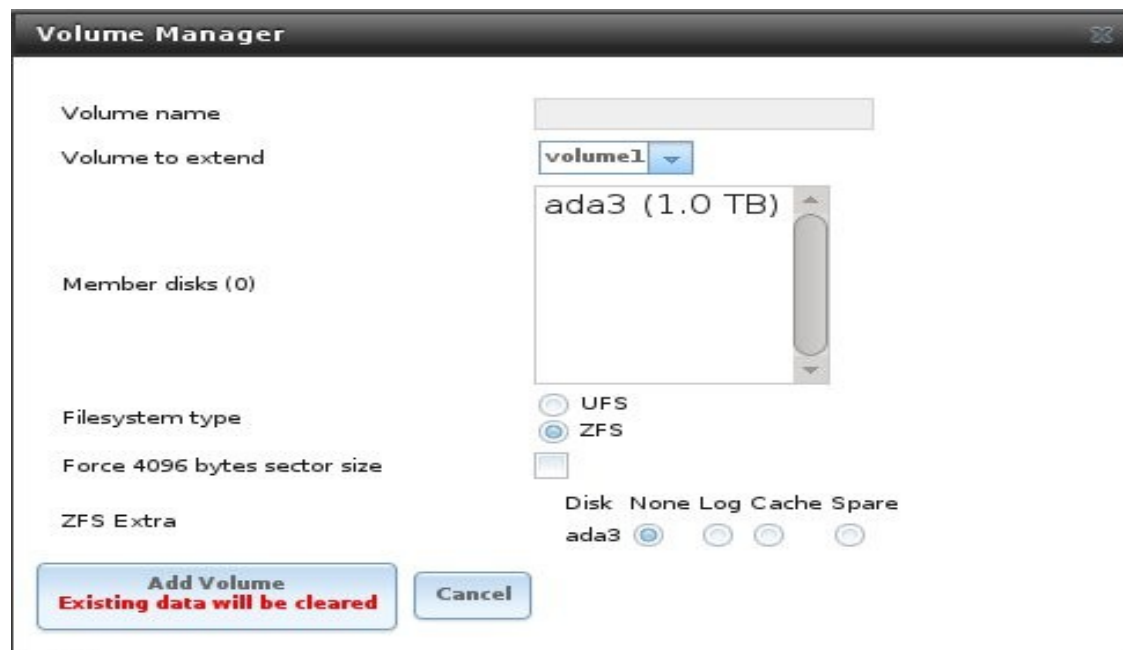 Volume Manager
Volume name
Volume to extend volume1
ada3 (1.0 TB)
Member disks (0)
Filesystem type
UFS
ZFS
Force 4096 bytes sector size
ZFS Extra
Disk None Log Cache Spare
ada3
Add Volume
Existing data will be cleared
Cancel